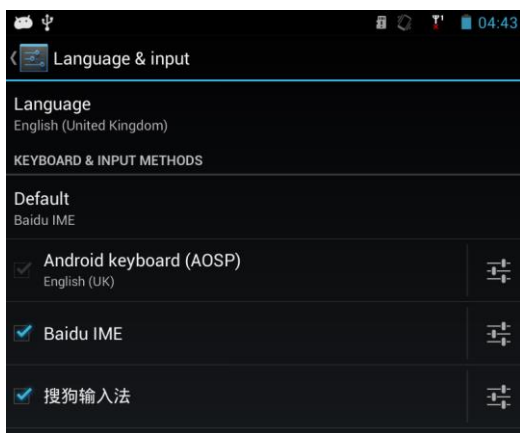 04:43
Language & input
Language
English (United Kingdom)
KEYBOARD & INPUT METHODS
Default
Baidu IME
Android keyboard (AOSP)
English (UK)
Baidu IME
搜狗输入法